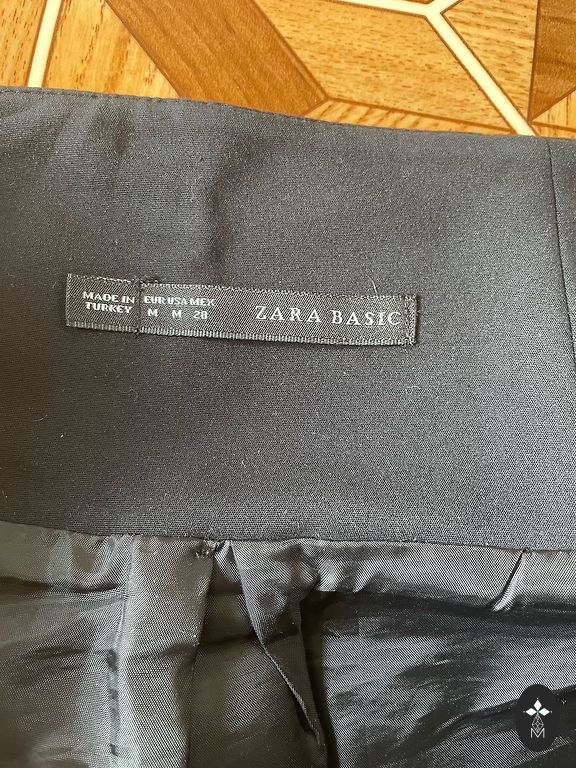 MADE IN
TURKEY
EUR USA MEX
M M 28
ZARA BASIC